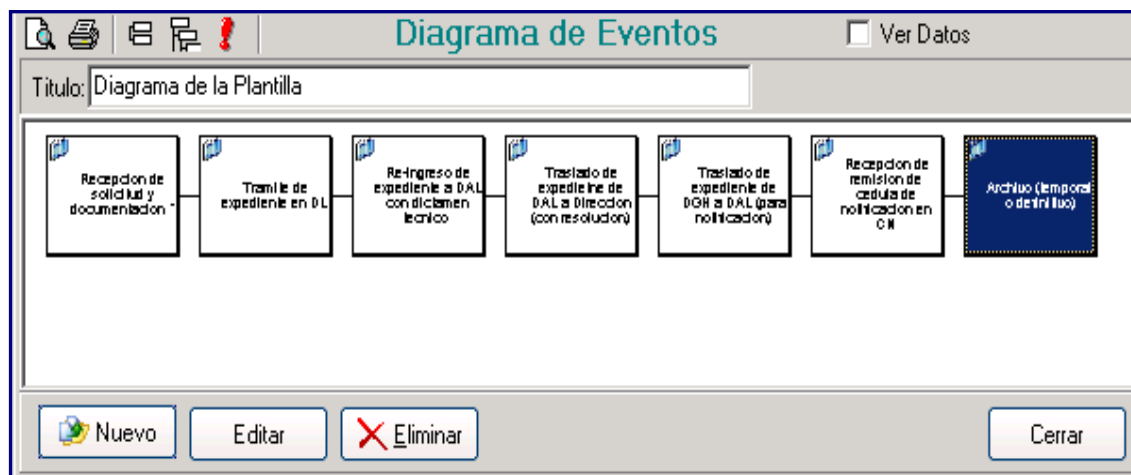 Diagrama de Eventos
Ver Datos
Titulo: Diagrama de la Plantilla
Recepcion de
solicitud y
documentacion
Tramite de
expediente en DL
Re-ingreso de
expediente a DAL
con dictamen
tecnico
Traslado de
expedieine de
DAL a Direccion
(con resolucion)
Traslado de
expediente de
DGH a DAL (para
notificacion)
Recepcion de
remision de
cedula de
notificacion en
CN
Archivo (temporal
o definitivo)
Nuevo
Editar
Eliminar
Cerrar